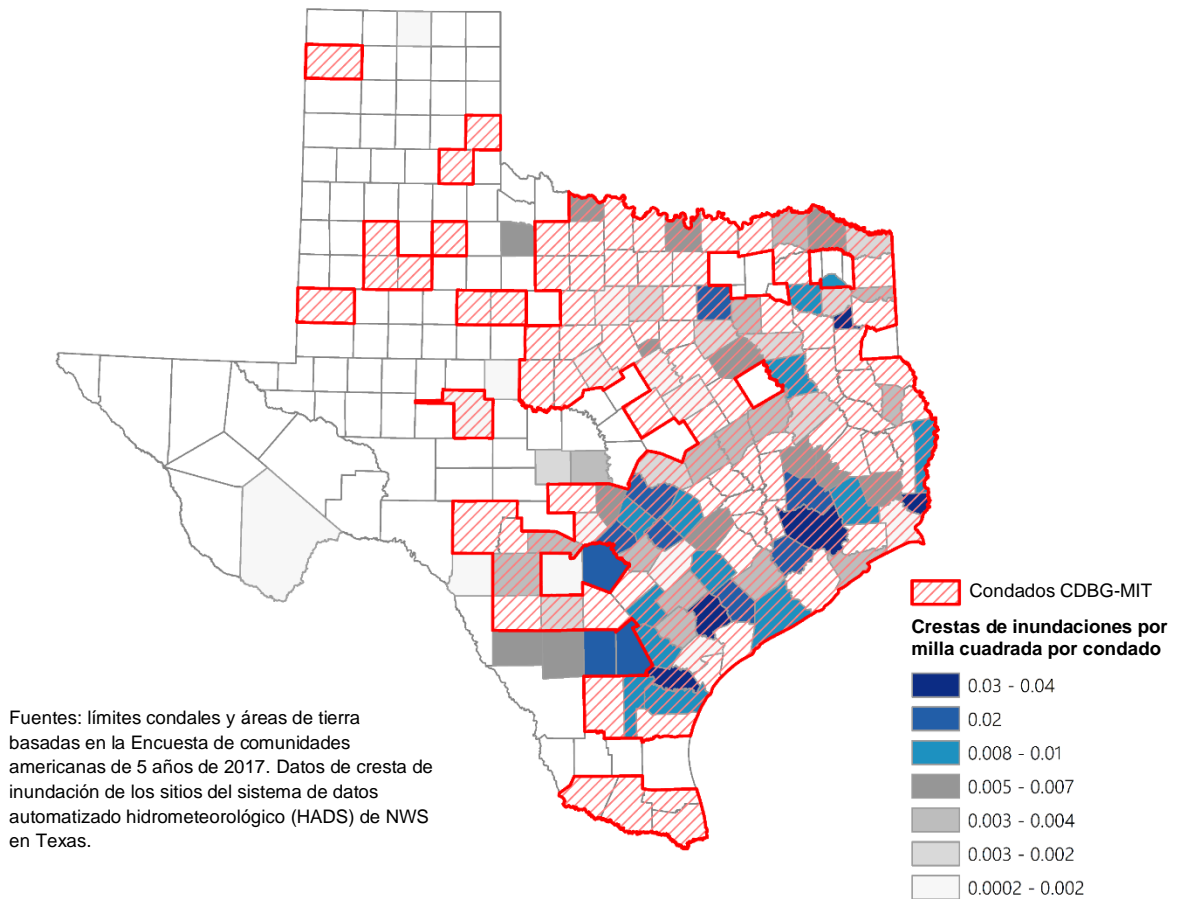 Condados CDBG-MIT
Crestas de inundaciones por
milla cuadrada por condado
0.03 - 0.04
0.02
0.008 - 0.01
0.005 - 0.007
0.003 - 0.004
0.003 - 0.002
0.0002 - 0.002
Fuentes: límites condales y áreas de tierra
basadas en la Encuesta de comunidades
americanas de 5 años de 2017. Datos de cresta de
inundación de los sitios del sistema de datos
automatizado hidrometeorológico (HADS) de NWS
en Texas.